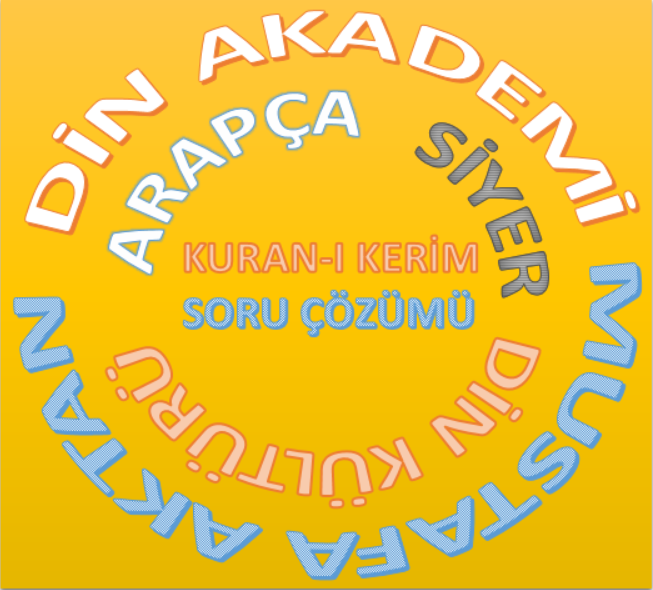 DİN AKADEMİ
MUSTAFA AKTAN
ARAPÇA
SİYER
KURAN-I KERİM
SORU ÇÖZÜMÜ
DİN KÜLTÜRÜ